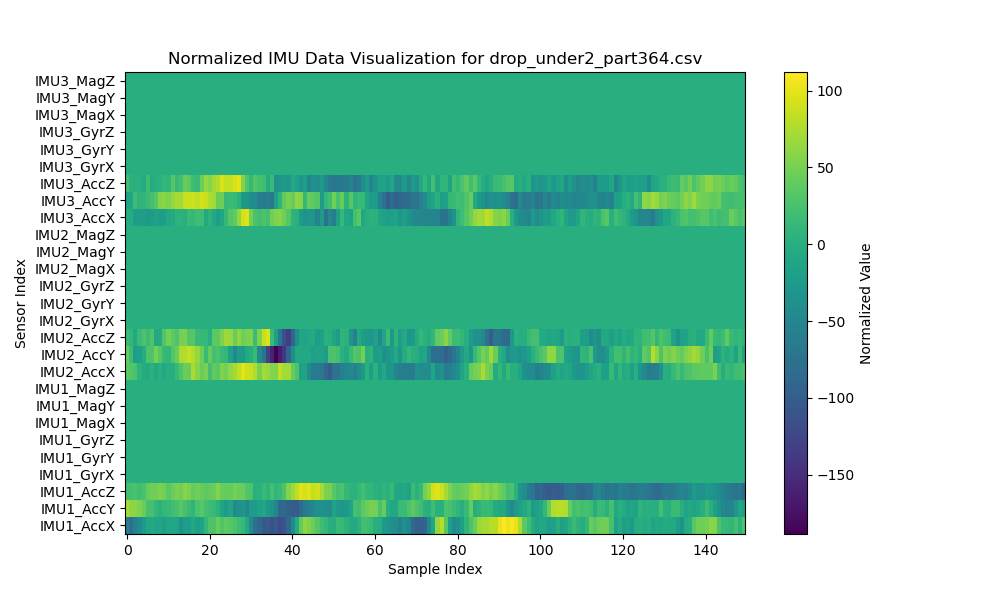 Normalized IMU Data Visualization for drop_under2_part364.csv
IMU3_MagZ
IMU3_MagY
IMU3_MagX
IMU3_GyrZ
IMU3_GyrY
IMU3_GyrX
IMU3_AccZ
IMU3_AccY
IMU3_AccX
IMU2_MagZ
IMU2_MagY
IMU2_MagX
IMU2_GyrZ
IMU2_GyrY
IMU2_GyrX
IMU2_AccZ
IMU2_AccY
IMU2_AccX
IMU1_MagZ
IMU1_MagY
IMU1_MagX
IMU1_GyrZ
IMU1_GyrY
IMU1_GyrX
IMU1_AccZ
IMU1_AccY
IMU1_AccX
Sensor Index
0 20 40 60 80 100 120 140
Sample Index
100
50
0
−50
−100
−150
Normalized Value